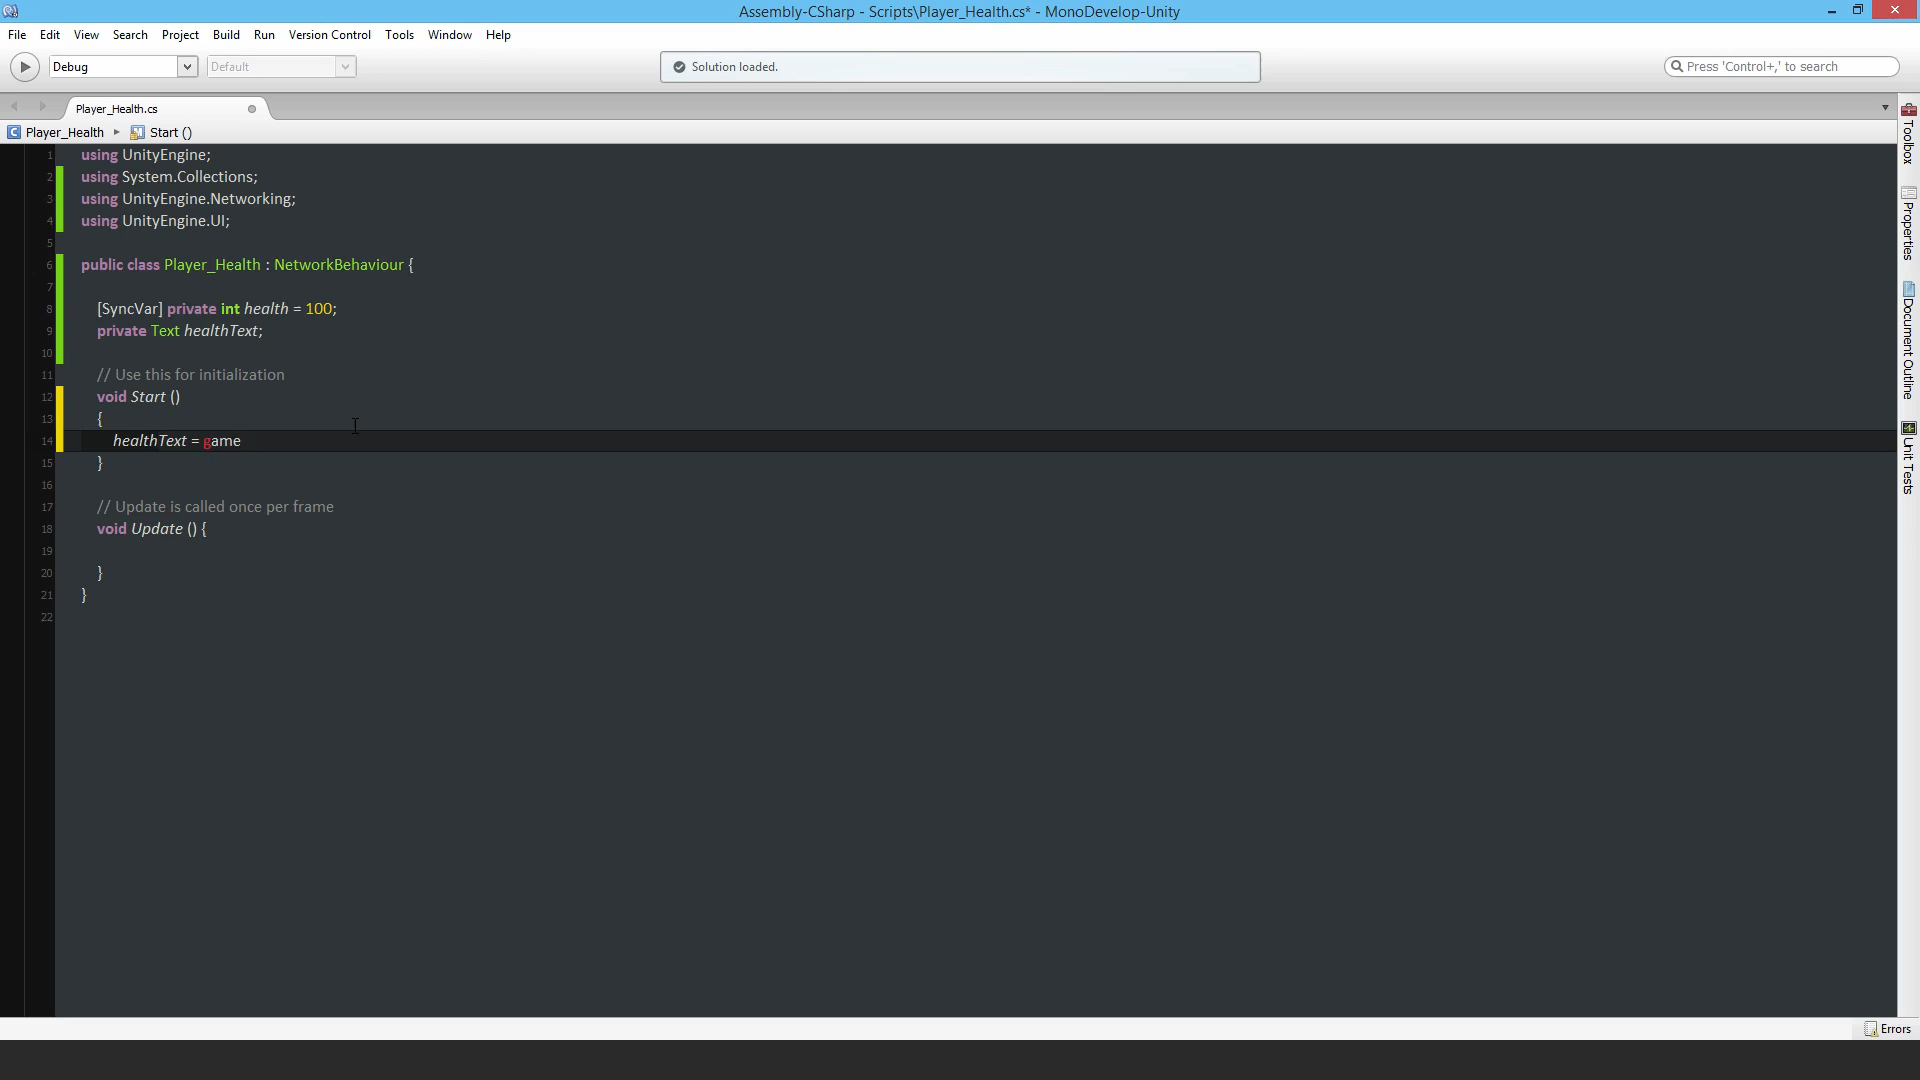 Assembly-CSharp - Scripts\Player_Health.cs* - MonoDevelop-Unity
File Edit View Search Project Build Run Version Control Tools Window Help
Debug Default Solution loaded. Press 'Control+,' to search
Player_Health.cs
Player_Health Start ()
1 using UnityEngine;
2 using System.Collections;
3 using UnityEngine.Networking;
4 using UnityEngine.UI;
5
6 public class Player_Health : NetworkBehaviour {
7
8 [SyncVar] private int health = 100;
9 private Text healthText;
10
11 // Use this for initialization
12 void Start ()
13 {
14 healthText = game
15 }
16
17 // Update is called once per frame
18 void Update () {
19
20 }
21 }
22
Toolbox
Properties
Document Outline
Unit Tests
Errors